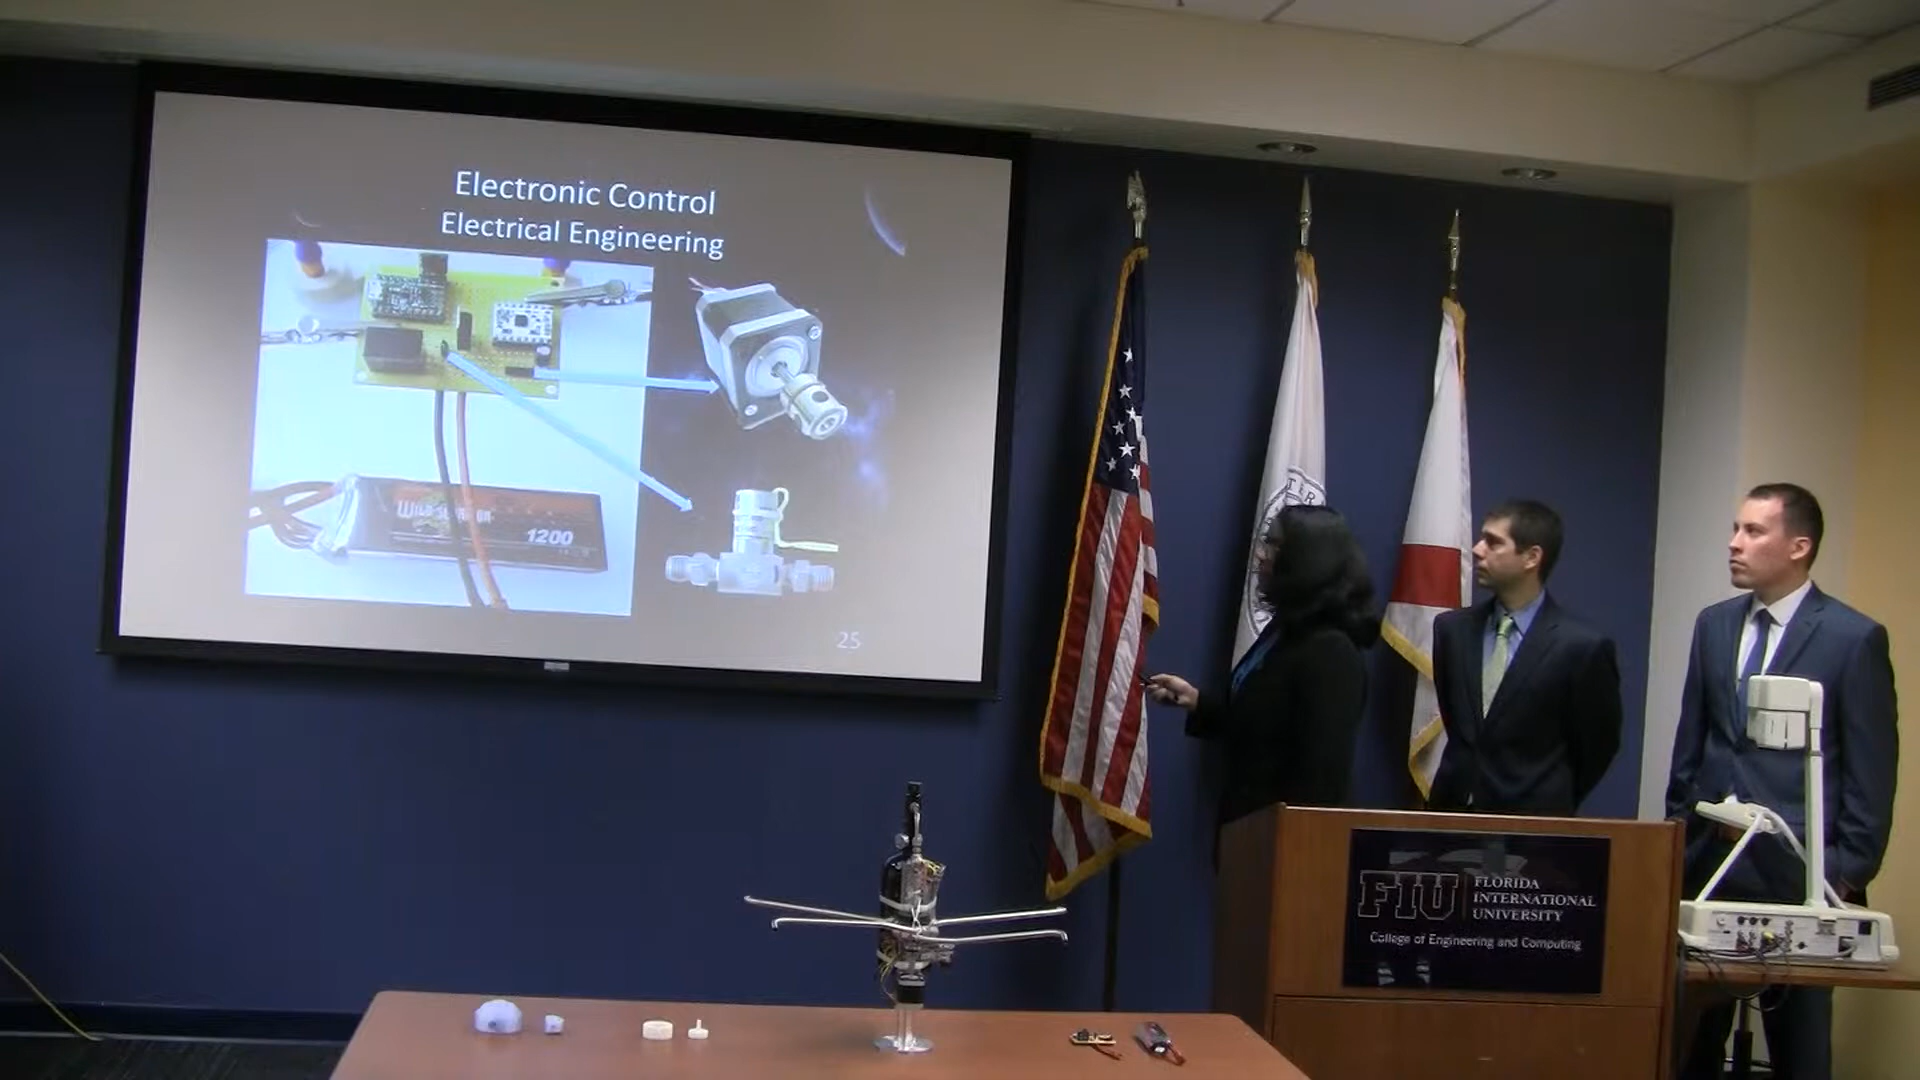 Electronic Control
Electrical Engineering
1200
25
FIU
FLORIDA
INTERNATIONAL
UNIVERSITY
College of Engineering and Computing